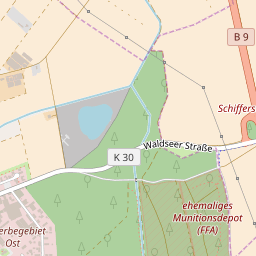 B 9
Schiffers
Waldseer Straße
K 30
ehemaliges
Munitionsdepot
(FFA)
erbegebiet
Ost